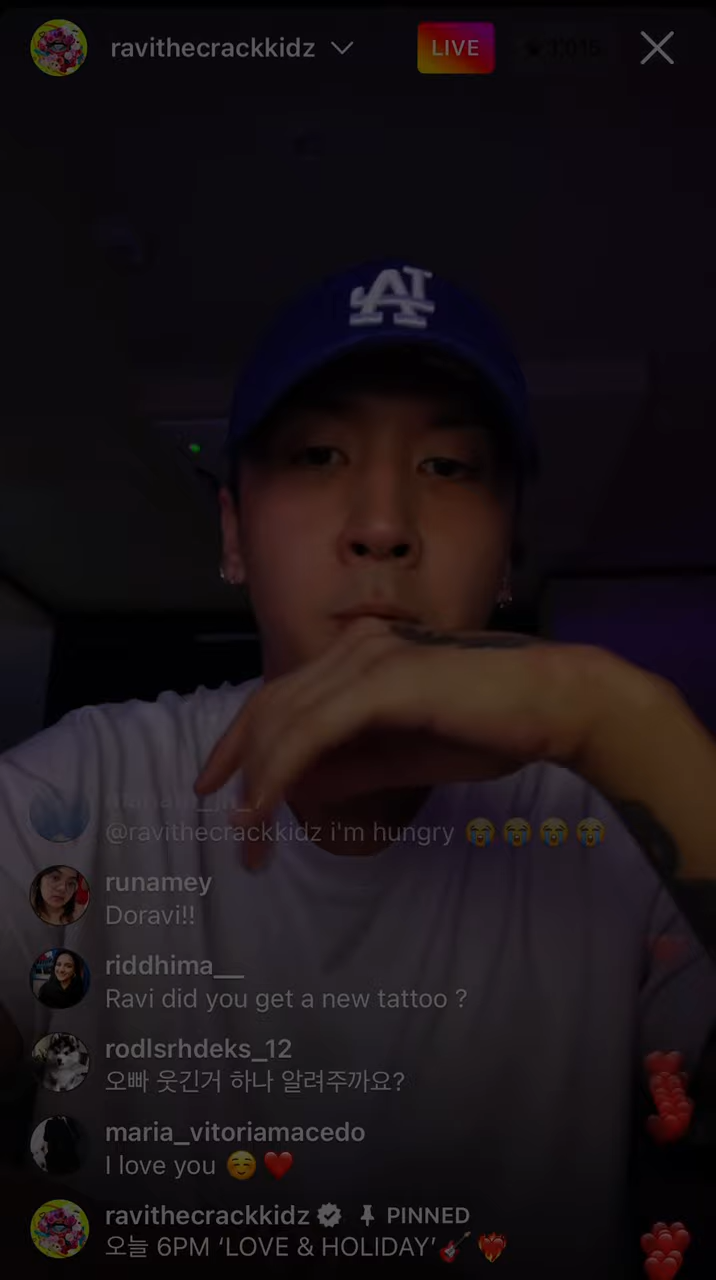 ravithecrackkidz
LIVE
@ravithecrackkidz i'm hungry 😭😭😭😭
runamey
Doravi!!
riddhima__
Ravi did you get a new tattoo ?
rodlsrhdeks_12
오빠 웃긴거 하나 알려주까요?
maria_vitoriamacedo
I love you ☺️❤️
ravithecrackkidz PINNED
오늘 6PM ‘LOVE & HOLIDAY’🎸❤️‍🔥